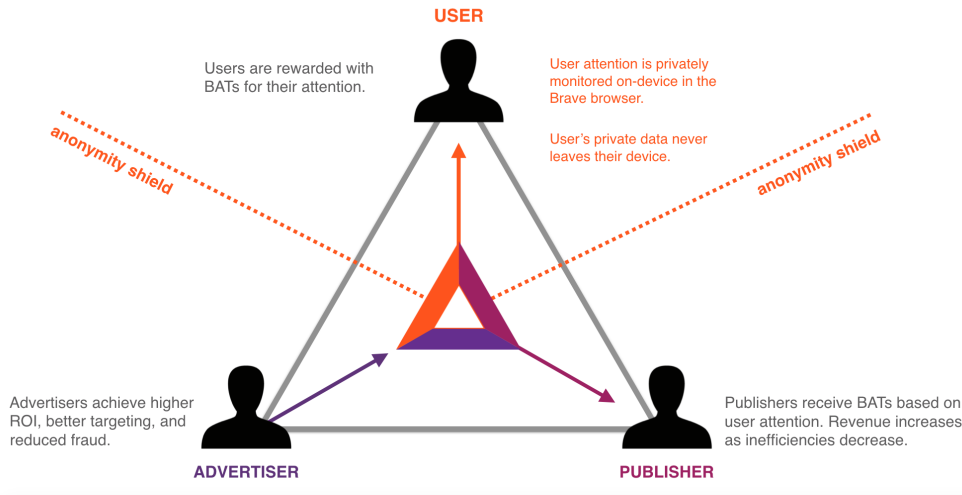 USER
Users are rewarded with
BATs for their attention.
User attention is privately
monitored on-device in the
Brave browser.
User's private data never
leaves their device.
anonymity shield
anonymity shield
Advertisers achieve higher
ROI, better targeting, and
reduced fraud.
ADVERTISER
Publishers receive BATs based on
user attention. Revenue increases
as inefficiencies decrease.
PUBLISHER